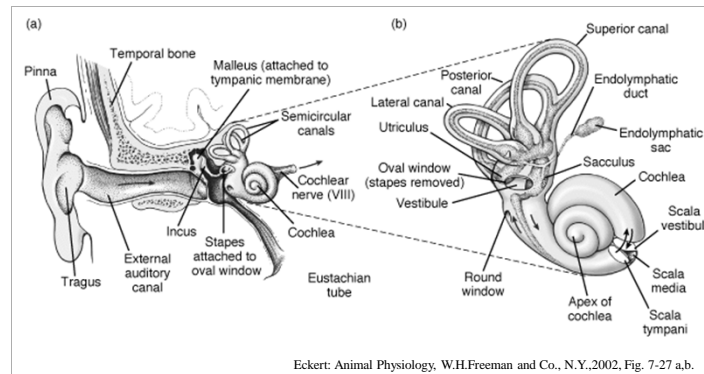 (a)
Pinna
Temporal bone
Malleus (attached to
tympanic membrane)
Semicircular
canals
Cochlear
nerve (VIII)
Cochlea
Incus
Stapes
attached to
oval window
External
auditory
canal
Tragus
Eustachian
tube
(b)
Superior canal
Posterior
canal
Endolymphatic
duct
Lateral canal
Utriculus
Endolymphatic
sac
Oval window
(stapes removed)
Sacculus
Cochlea
Vestibule
Scala
vestibul
Round
window
Scala
media
Apex of
cochlea
Scala
tympani
Eckert: Animal Physiology, W.H.Freeman and Co., N.Y.,2002, Fig. 7-27 a,b.